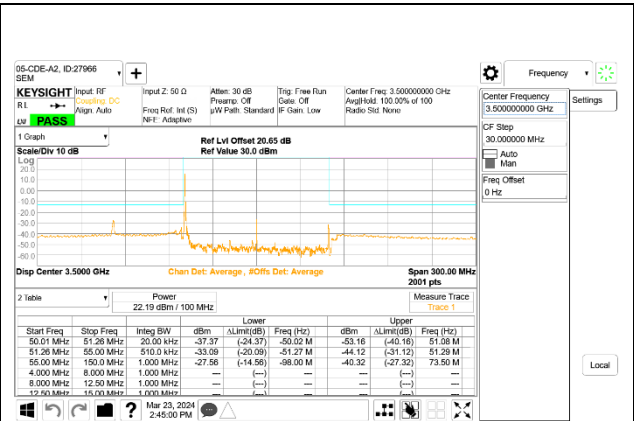 05-CDE-A2, ID:27966
SEM
Frequency
KEYSIGHT
RL
PASS
Input: RF
Coupling: DC
Align: Auto
Input Z: 50 Ω
Freq Ref: Int (S)
NFE: Adaptive
Atten: 30 dB
Preamp: Off
µW Path: Standard
Trig: Free Run
Gate: Off
IF Gain: Low
Center Freq: 3.500000000 GHz
Avg|Hold: 100.00% of 100
Radio Std: None
Center Frequency
3.500000000 GHz
Settings
CF Step
30.000000 MHz
Auto
Man
Freq Offset
0 Hz
Local
1 Graph
Scale/Div 10 dB
Ref Lvl Offset 20.65 dB
Ref Value 30.0 dBm
Log
20.0
10.0
0.00
-10.0
-20.0
-30.0
-40.0
-50.0
-60.0
Disp Center 3.5000 GHz
Chan Det: Average , #Offs Det: Average
Span 300.00 MHz
2001 pts
2 Table
Power
22.19 dBm / 100 MHz
Measure Trace
Trace 1
Lower Upper
Start Freq Stop Freq Integ BW dBm ΔLimit(dB) Freq (Hz) dBm ΔLimit(dB) Freq (Hz)
50.01 MHz 51.26 MHz 20.00 kHz -37.37 (-24.37) -50.02 M -53.16 (-40.16) 51.08 M
51.26 MHz 55.00 MHz 510.0 kHz -33.09 (-20.09) -51.27 M -44.12 (-31.12) 51.29 M
55.00 MHz 150.0 MHz 1.000 MHz -27.56 (-14.56) -98.00 M -40.32 (-27.32) 73.50 M
4.000 MHz 8.000 MHz 1.000 MHz --- (---) --- --- (---) ---
8.000 MHz 12.50 MHz 1.000 MHz --- (---) --- --- (---) ---
12.50 MHz 15.00 MHz 1.000 MHz --- (---) --- --- (---) ---
?
Mar 23, 2024
2:45:00 PM